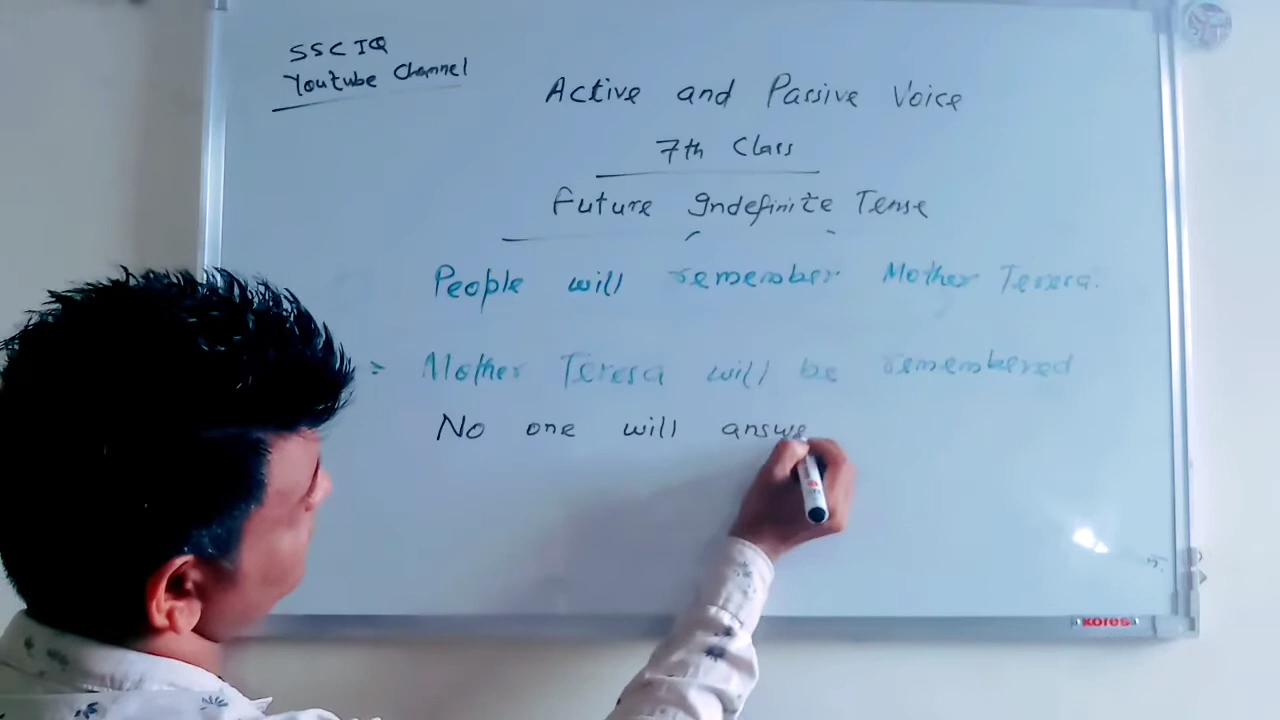 SSC IQ
Youtube Channel
Active and Passive Voice
7th Class
Future Indefinite Tense
People will remember Mother Teresa.
> Mother Teresa will be remembered
No one will answe
kores